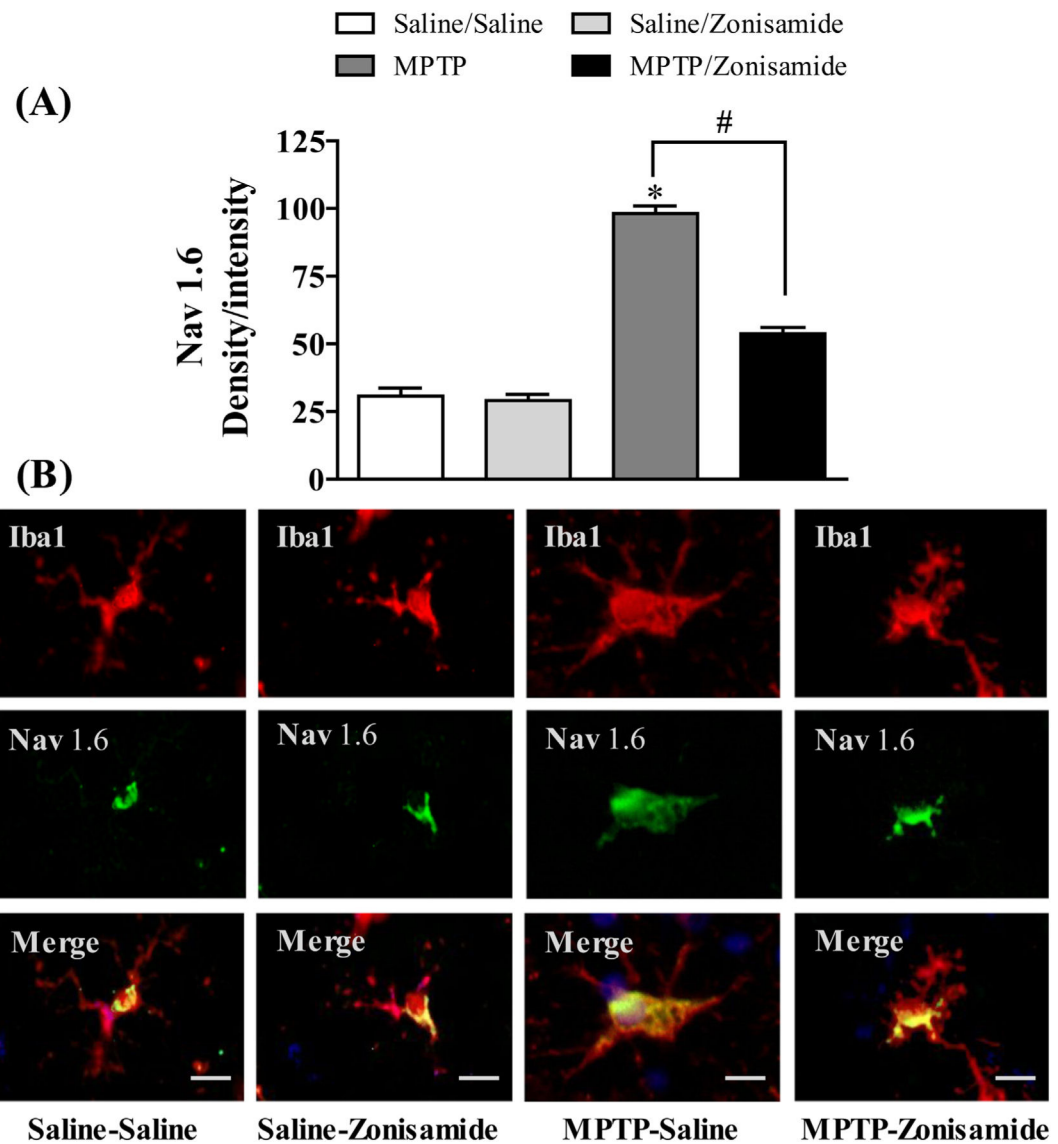 Saline/Saline Saline/Zonisamide
MPTP MPTP/Zonisamide
(A)
#
125
*
100
75
50
25
0
Nav 1.6
Density/intensity
(B)
Iba1 Iba1 Iba1 Iba1
Nav 1.6 Nav 1.6 Nav 1.6 Nav 1.6
Merge Merge Merge Merge
Saline-Saline Saline-Zonisamide MPTP-Saline MPTP-Zonisamide